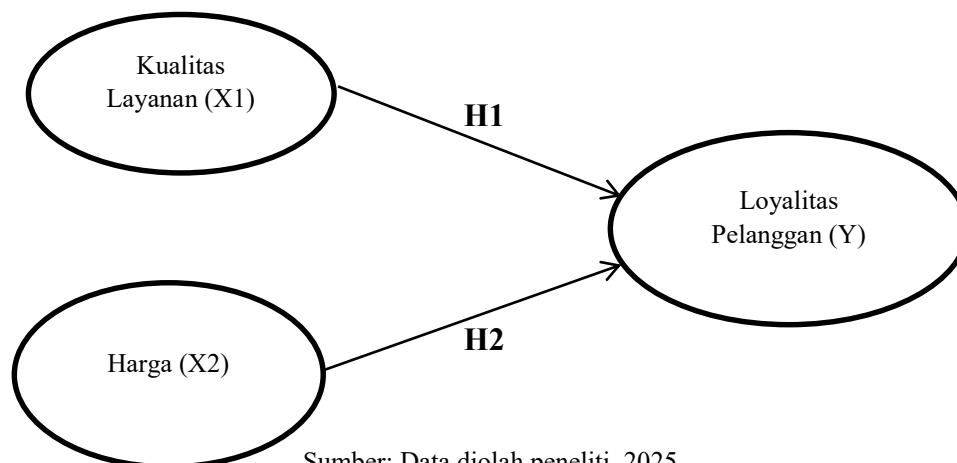 Kualitas
Layanan (X1)
H1
Loyalitas
Pelanggan (Y)
H2
Harga (X2)
Sumber: Data diolah peneliti, 2025